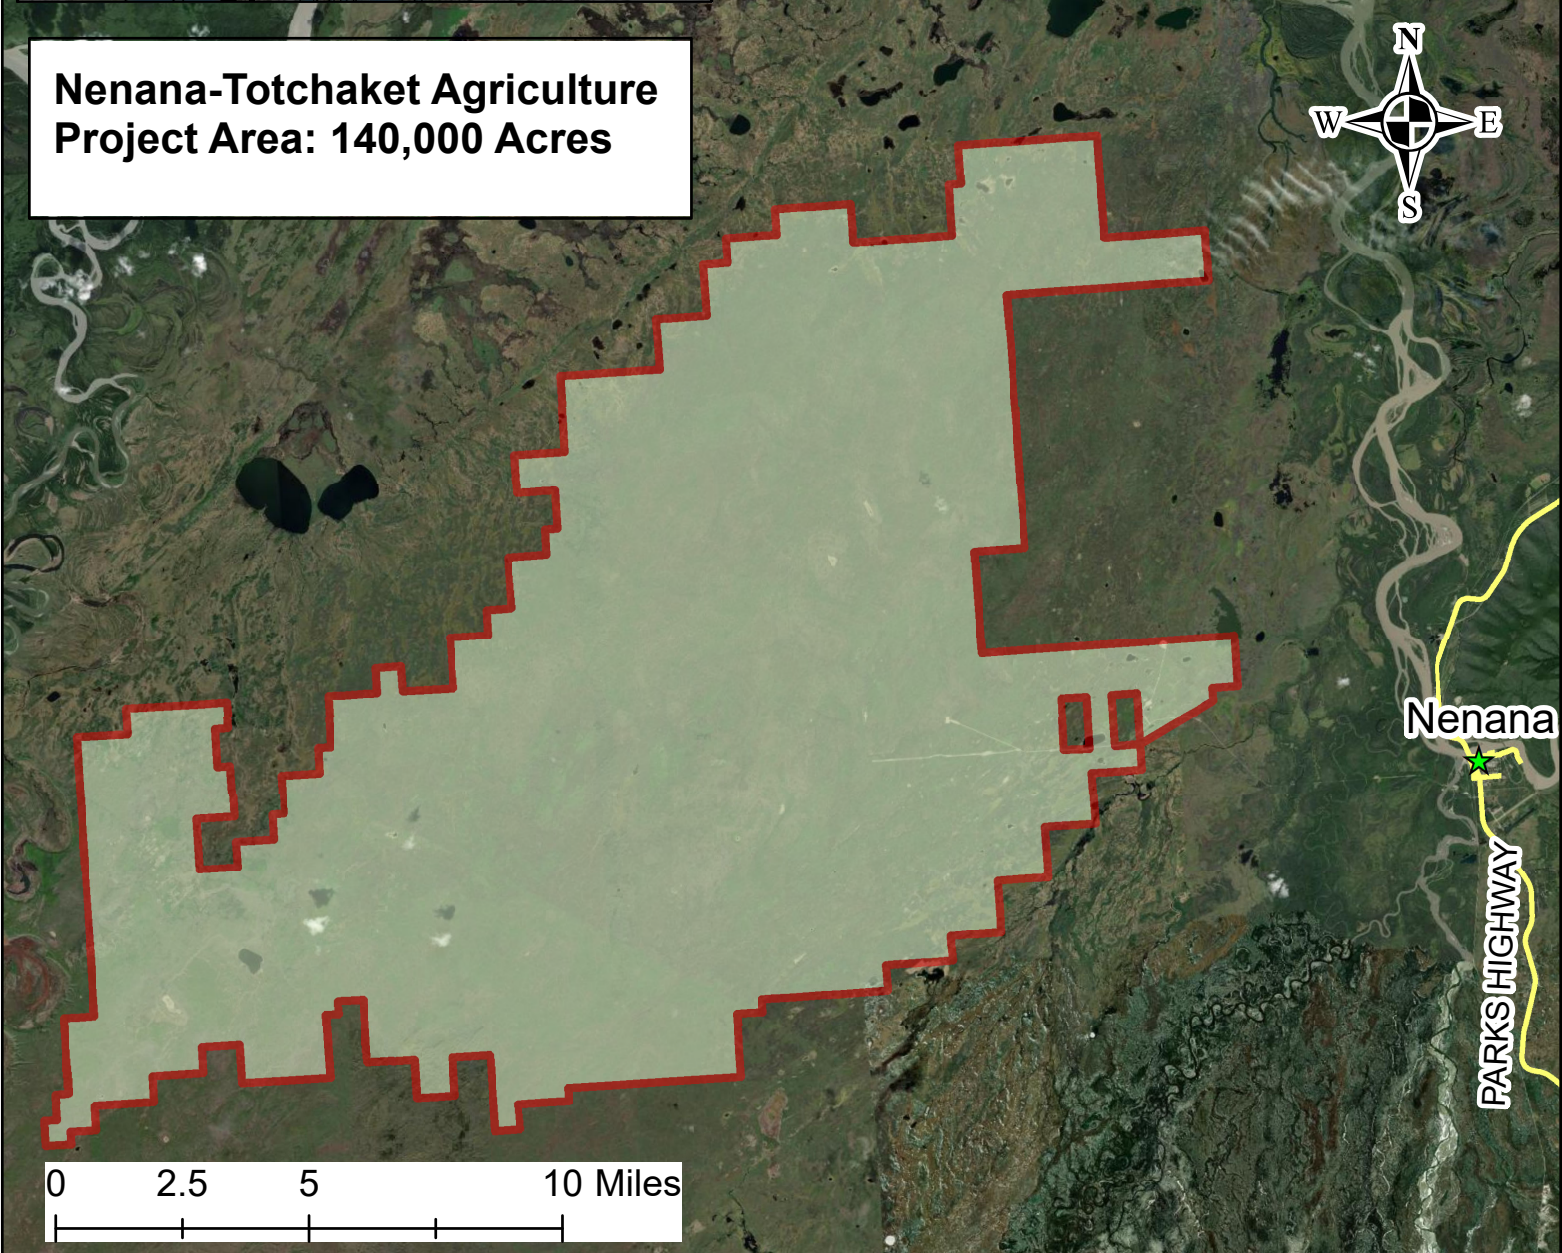 Nenana-Totchaket Agriculture
Project Area: 140,000 Acres
N
W E
S
Nenana
PARKS HIGHWAY
0 2.5 5 10 Miles